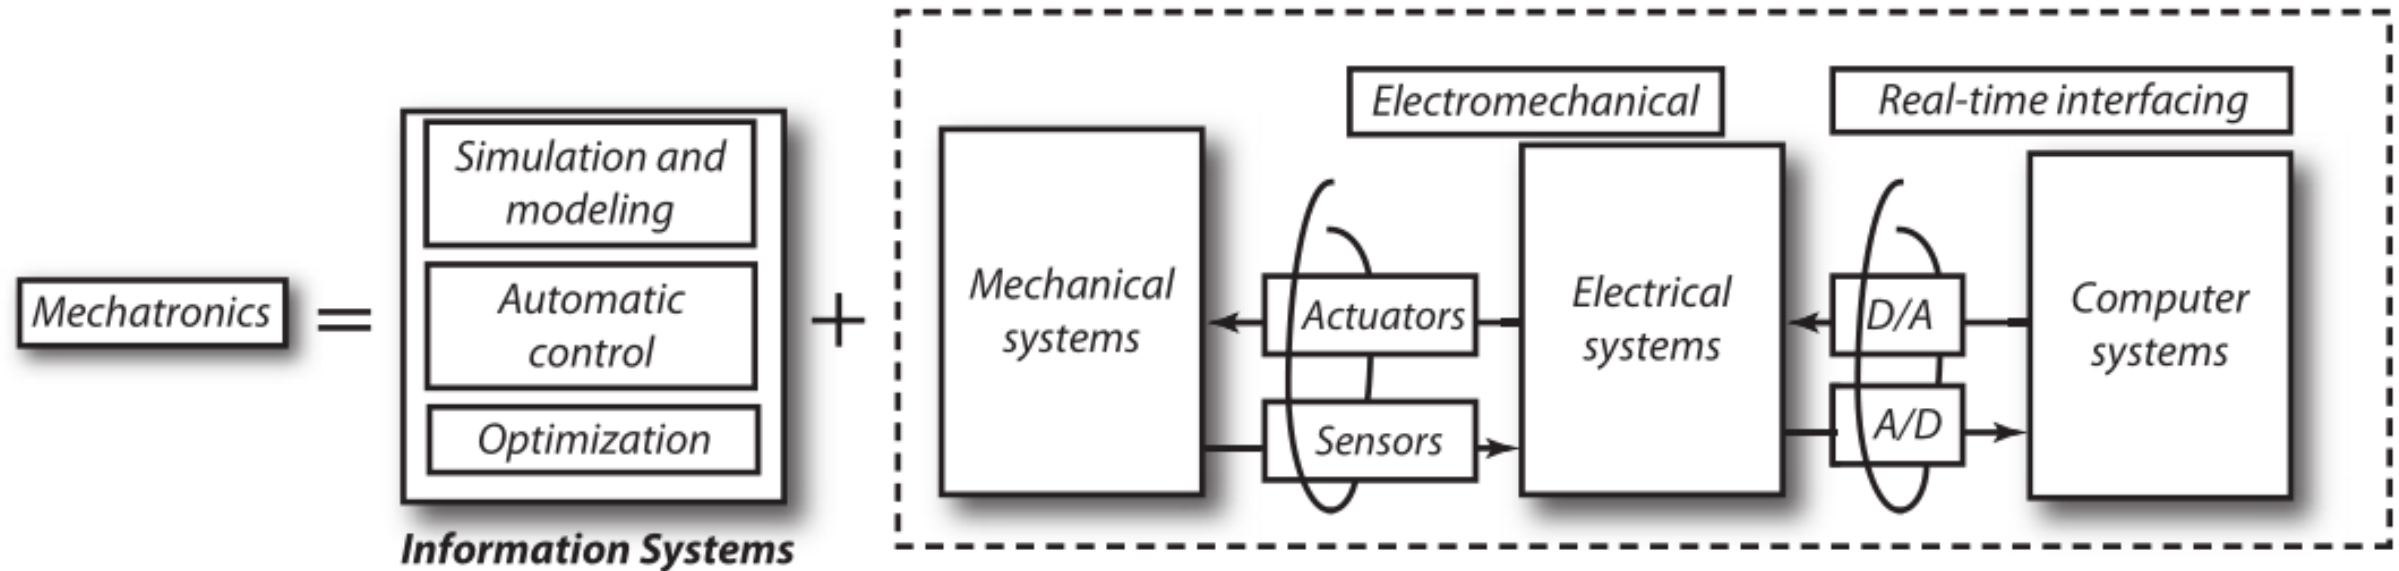 Mechatronics
=
Simulation and
modeling
Automatic
control
Optimization
Information Systems
+
Electromechanical
Real-time interfacing
Mechanical
systems
Actuators
Sensors
Electrical
systems
D/A
A/D
Computer
systems